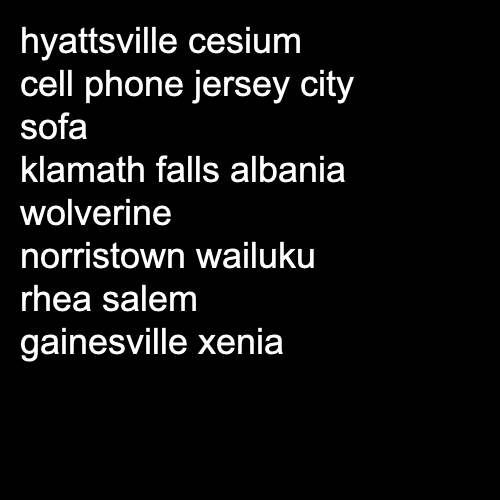 hyattsville cesium
cell phone jersey city
sofa
klamath falls albania
wolverine
norristown wailuku
rhea salem
gainesville xenia